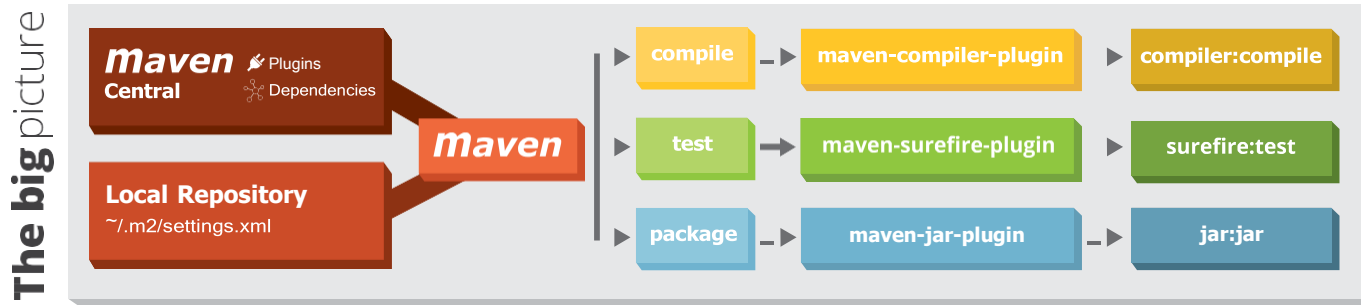 The big picture
maven
Central
Plugins
Dependencies
Local Repository
~/.m2/settings.xml
maven
compile
maven-compiler-plugin
compiler:compile
test
maven-surefire-plugin
surefire:test
package
maven-jar-plugin
jar:jar